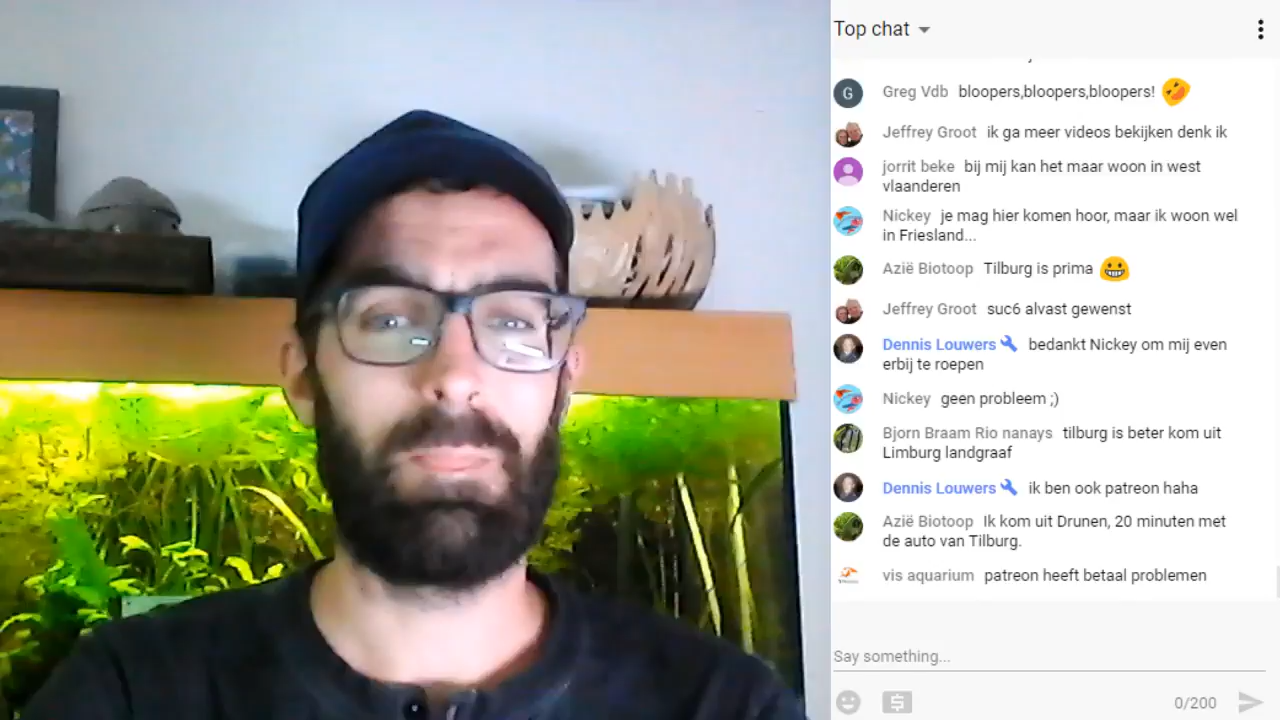 Top chat
G
Greg Vdb bloopers,bloopers,bloopers!
Jeffrey Groot ik ga meer videos bekijken denk ik
jorrit beke bij mij kan het maar woon in west
vlaanderen
Nickey je mag hier komen hoor, maar ik woon wel
in Friesland...
Azië Biotoop Tilburg is prima
Jeffrey Groot suc6 alvast gewenst
Dennis Louwers bedankt Nickey om mij even
erbij te roepen
Nickey geen probleem ;)
Bjorn Braam Rio nanays tilburg is beter kom uit
Limburg landgraaf
Dennis Louwers ik ben ook patreon haha
Azië Biotoop Ik kom uit Drunen, 20 minuten met
de auto van Tilburg.
vis aquarium patreon heeft betaal problemen
Say something...
0/200